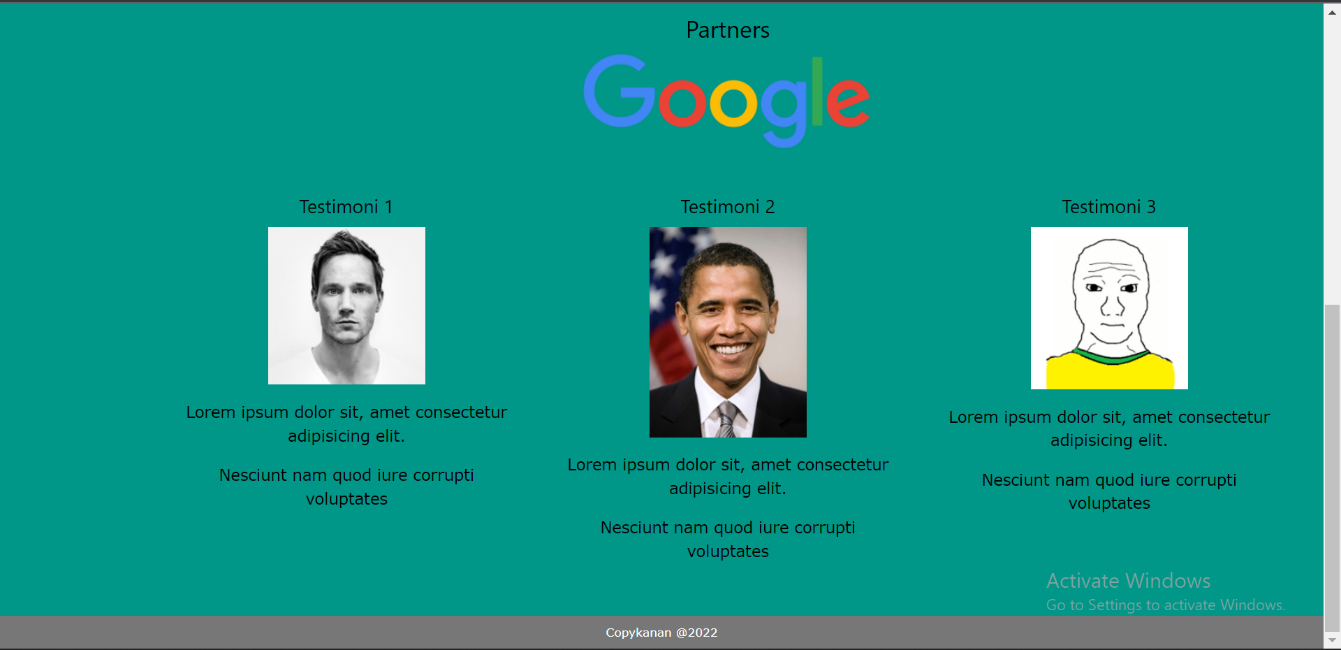 Partners
Google
Testimoni 1
Lorem ipsum dolor sit, amet consectetur
adipisicing elit.
Nesciunt nam quod iure corrupti
voluptates
Testimoni 2
Lorem ipsum dolor sit, amet consectetur
adipisicing elit.
Nesciunt nam quod iure corrupti
voluptates
Testimoni 3
Lorem ipsum dolor sit, amet consectetur
adipisicing elit.
Nesciunt nam quod iure corrupti
voluptates
Activate Windows
Go to Settings to activate Windows.
Copykanan @2022